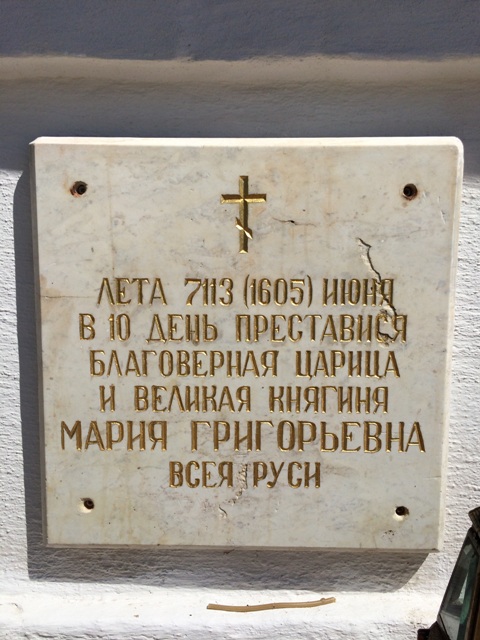 ЛЕТА 7113 (1605) ИЮНЯ
В 10 ДЕНЬ ПРЕСТАВИСЯ
БЛАГОВЕРНАЯ ЦАРИЦА
И ВЕЛИКАЯ КНЯГИНЯ
МАРИЯ ГРИГОРЬЕВНА
ВСЕЯ РУСИ